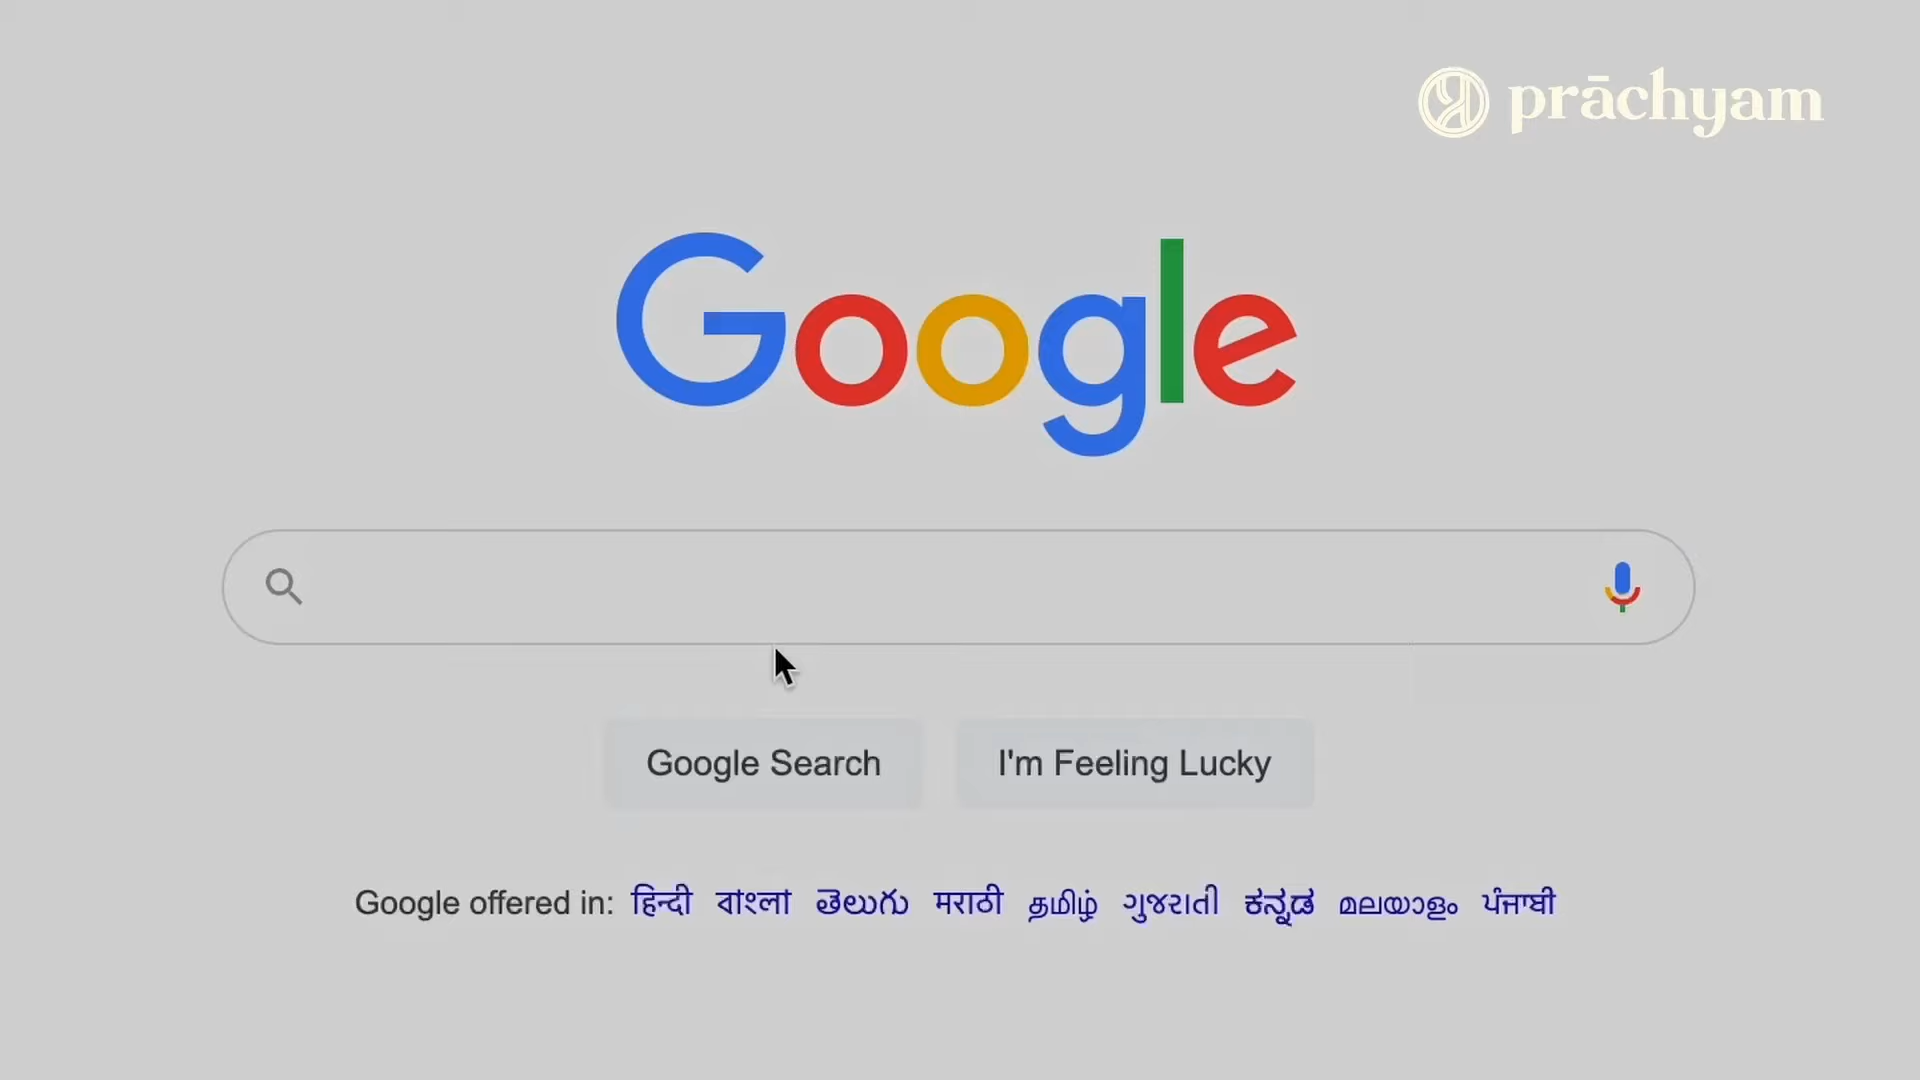 prāchyam
Google
Google Search
I'm Feeling Lucky
Google offered in: हिन्दी বাংলা తెలుగు मराठी தமிழ் ગુજરાતી ಕನ್ನಡ മലയാളം ਪੰਜਾਬੀ